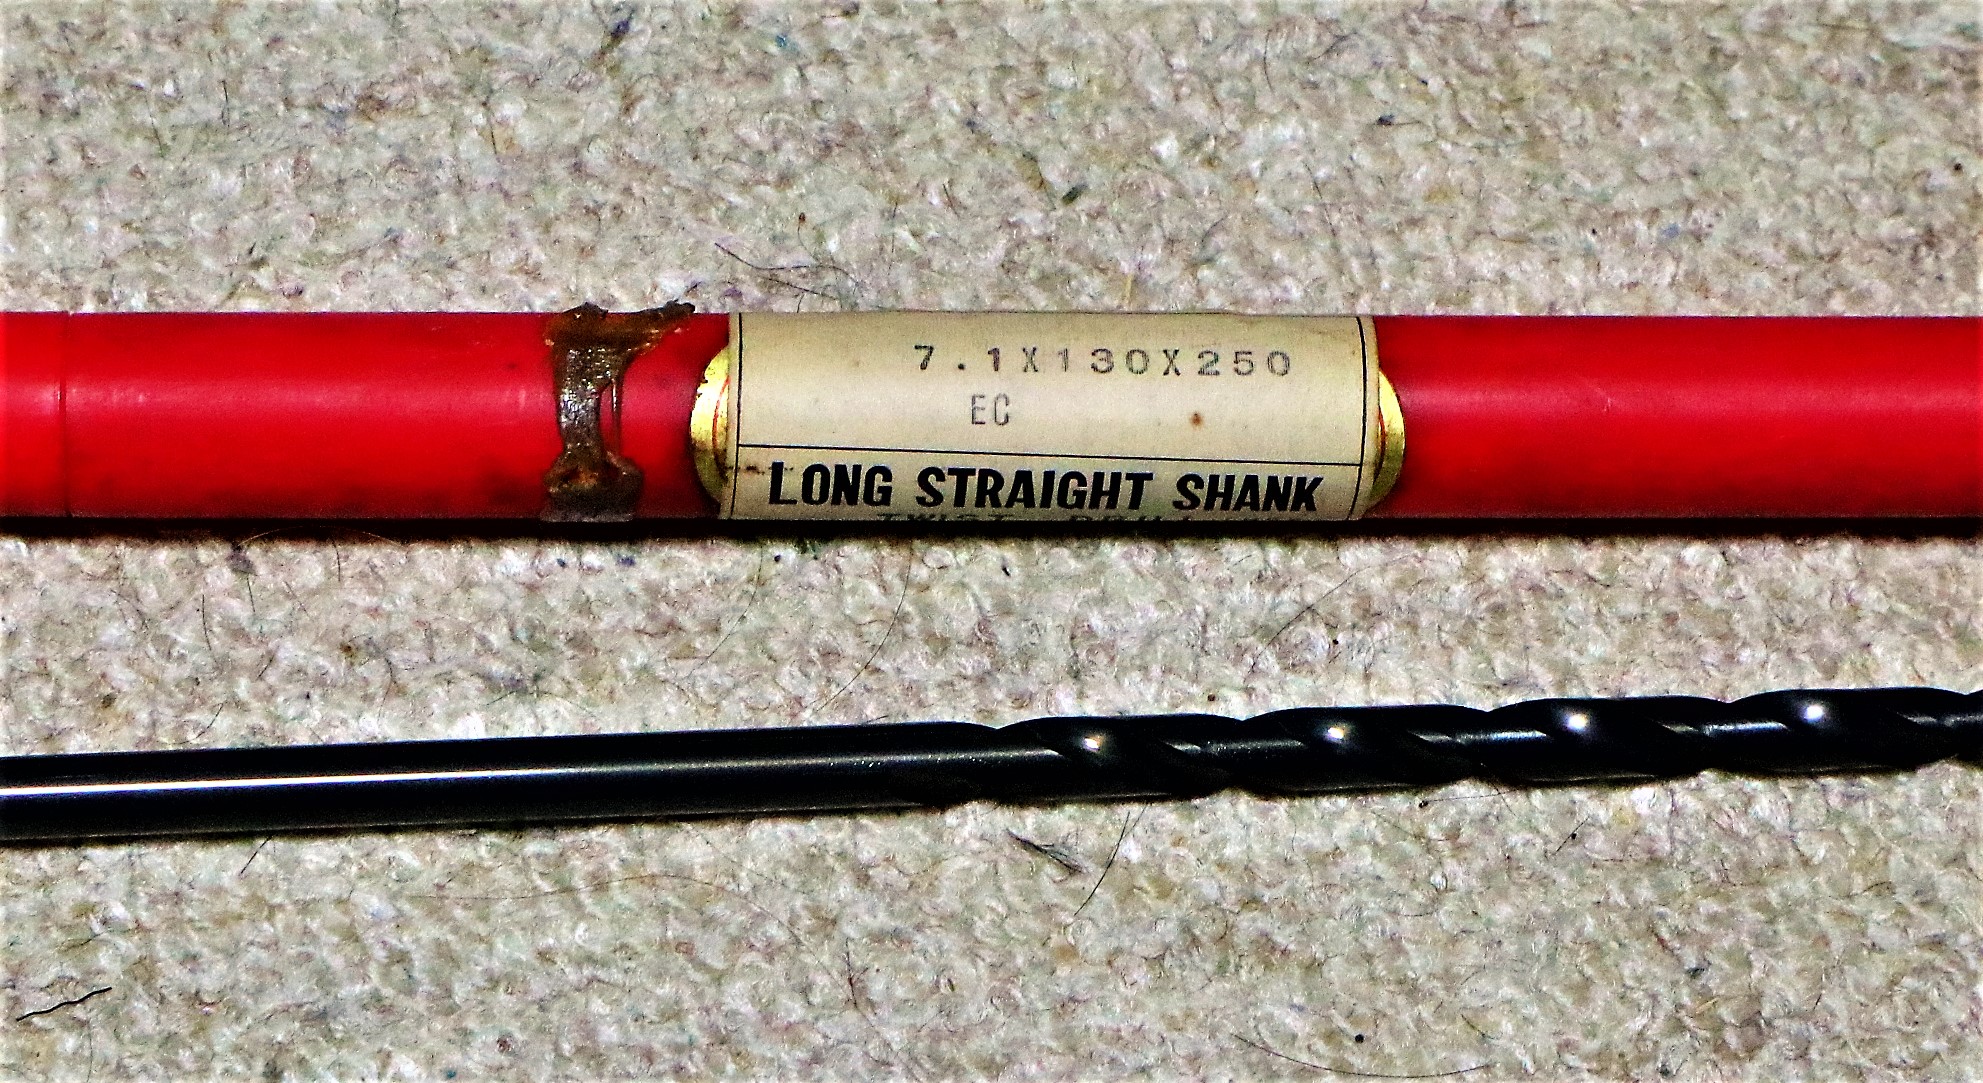 7.1X130X250
EC
LONG STRAIGHT SHANK